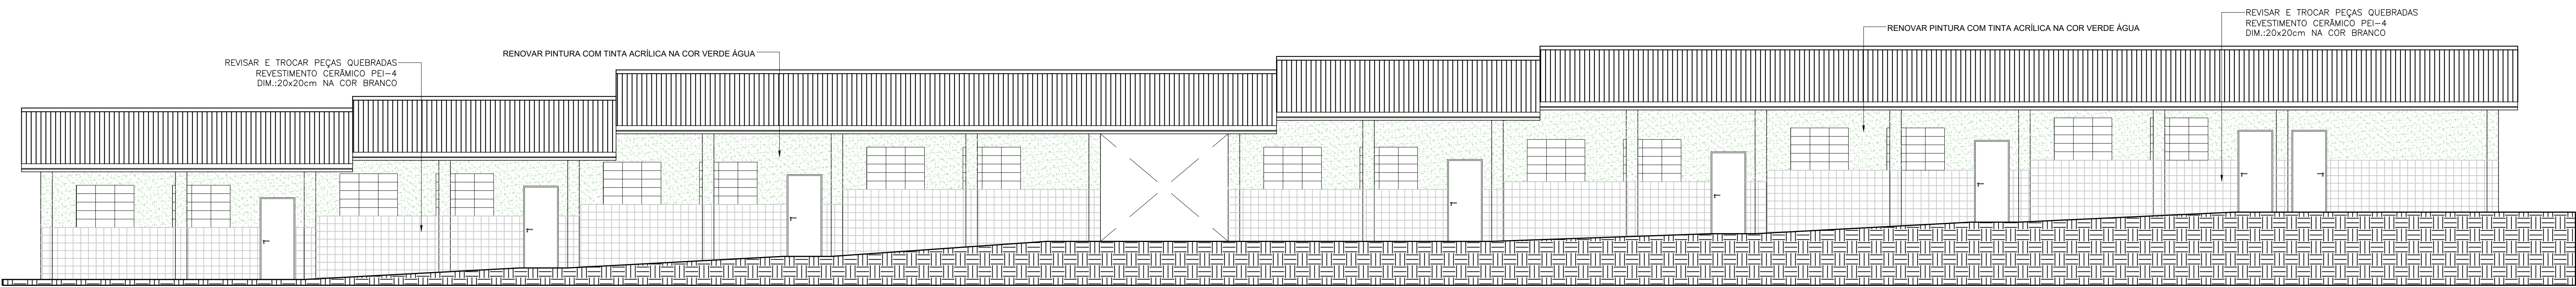 REVISAR E TROCAR PEÇAS QUEBRADAS
REVESTIMENTO CERÂMICO PEI-4
DIM.:20x20cm NA COR BRANCO
RENOVAR PINTURA COM TINTA ACRÍLICA NA COR VERDE ÁGUA
RENOVAR PINTURA COM TINTA ACRÍLICA NA COR VERDE ÁGUA
REVISAR E TROCAR PEÇAS QUEBRADAS
REVESTIMENTO CERÂMICO PEI-4
DIM.:20x20cm NA COR BRANCO